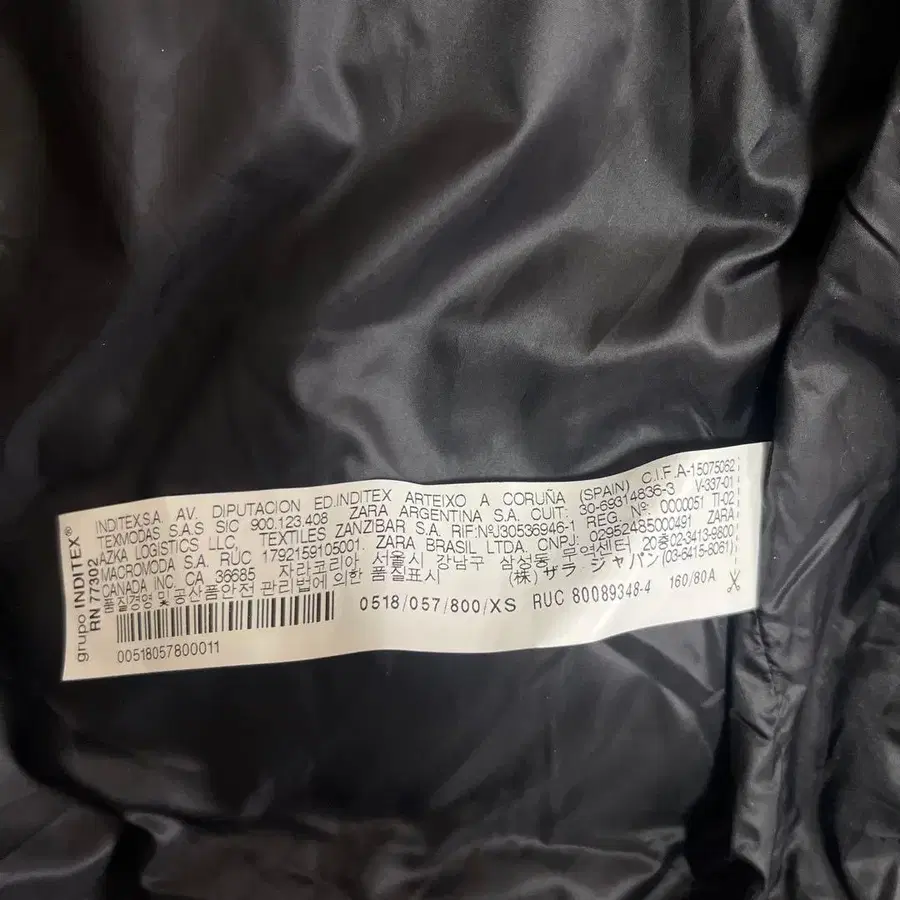 grupo INDITEX®
RN 77302
INDITEX,S.A. AV. DIPUTACION ED.INDITEX ARTEIXO A CORUÑA (SPAIN) C.I.F.A-15075062
TEXMODAS S.A.S SIC 900.123.408 ZARA ARGENTINA S.A. CUIT: 30-69314836-3 V-337-01
AZKA LOGISTICS LLC, TEXTILES ZANZIBAR S.A. RIF:Nº:J30536946-1 REG. Nº: 0000051 TI-02
MACROMODA S.A. RUC 1792159105001. ZARA BRASIL LTDA. CNPJ: 02952485000491 ZARA
CANADA INC. CA 36685 자라코리아 서울시 강남구 삼성동 무역센터 20층02-3413-9800
품질경영 및 공산품안전 관리법에 의한 품질표시 (株) ザラ ジャパン(03-6415-8061)
0518/057/800/XS RUC 80089348-4 160/80A
00518057800011